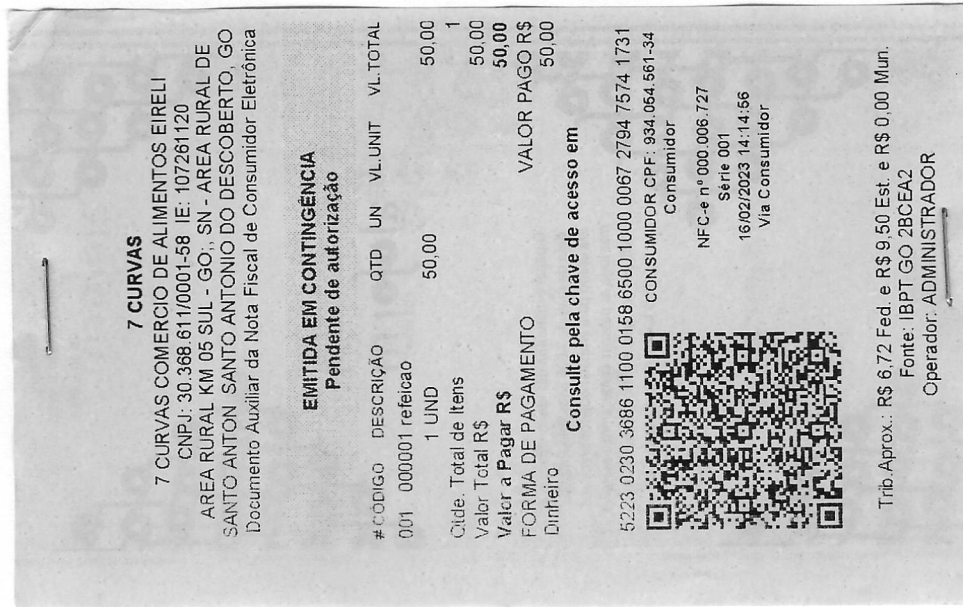 7 CURVAS
7 CURVAS COMERCIO DE ALIMENTOS EIRELI
CNPJ: 30.368.611/0001-58 IE: 107261120
AREA RURAL KM 05 SUL - GO;, SN - AREA RURAL DE
SANTO ANTON SANTO ANTONIO DO DESCOBERTO, GO
Documento Auxiliar da Nota Fiscal de Consumidor Eletrônica
EMITIDA EM CONTINGÊNCIA
Pendente de autorização
#CÓDIGO DESCRIÇÃO QTD UN VL.UNIT VL.TOTAL
001 000001 refeicao
1 UND 50,00 50,00
Qtde. Total de Itens 1
Valor Total R$ 50,00
Valor a Pagar R$ 50,00
FORMA DE PAGAMENTO VALOR PAGO R$
Dinheiro 50,00
Consulte pela chave de acesso em
5223 0230 3686 1100 0158 6500 1000 0067 2794 7574 1731
CONSUMIDOR CPF: 934.054.561-34
Consumidor
NFC-e nº 000.006.727
Série 001
16/02/2023 14:14:56
Via Consumidor
Trib.Aprox.: R$ 6,72 Fed. e R$ 9,50 Est. e R$ 0,00 Mun.
Fonte: IBPT GO 2BCEA2
Operador: ADMINISTRADOR